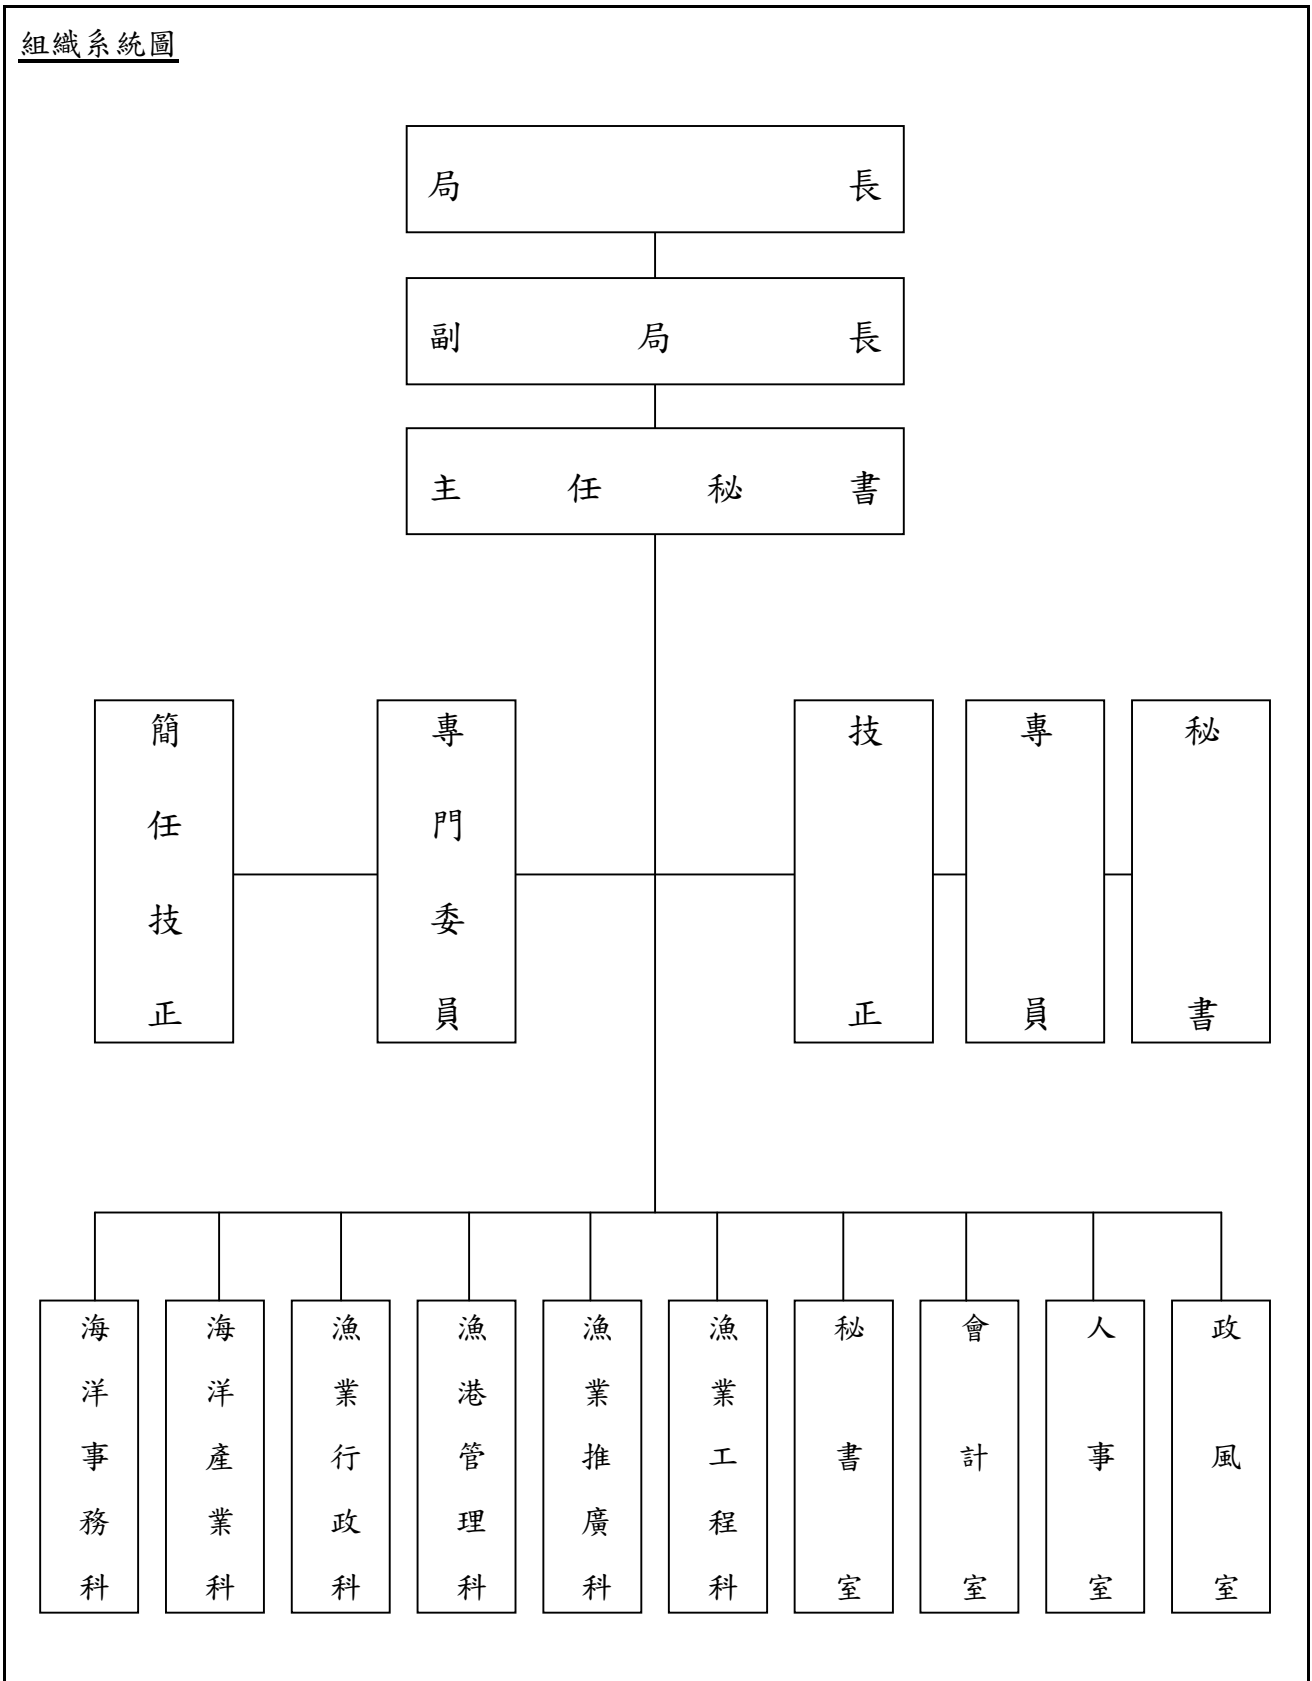 組織系統圖
局長
副局長
主任秘書
簡任技正
專門委員
技正
專員
秘書
海洋事務科
海洋產業科
漁業行政科
漁港管理科
漁業推廣科
漁業工程科
秘書室
會計室
人事室
政風室